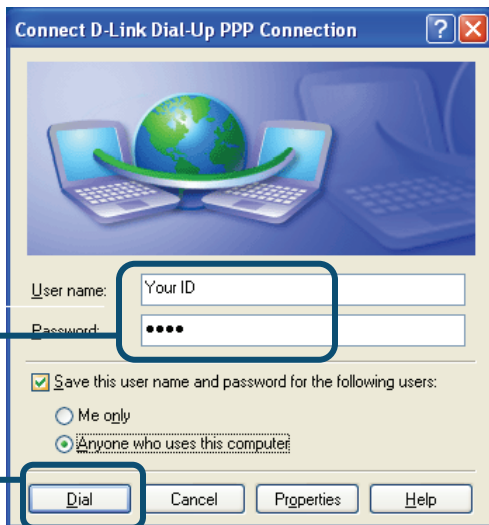 Connect D-Link Dial-Up PPP Connection
User name: Your ID
Password: ••••
Save this user name and password for the following users:
Me only
Anyone who uses this computer
Dial Cancel Properties Help